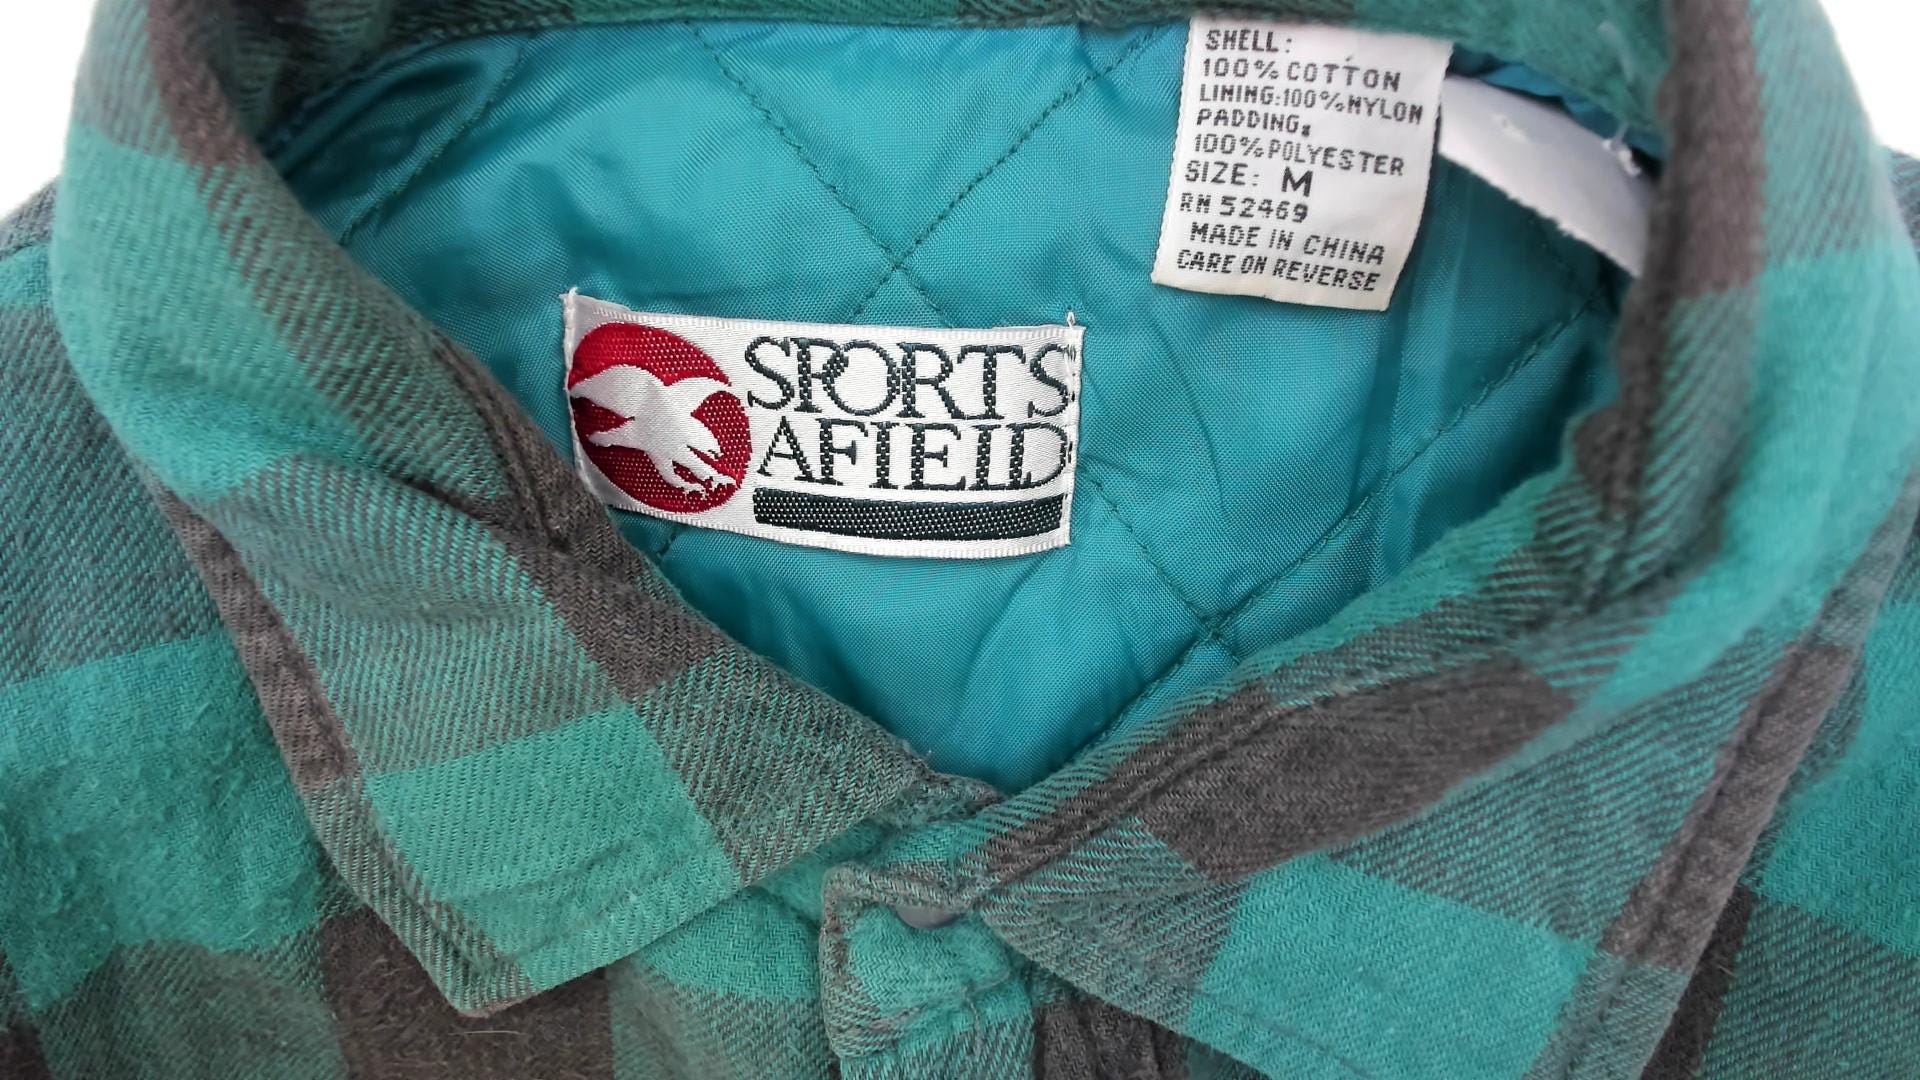 SHELL:
100% COTTON
LINING:100%NYLON
PADDING:
100%POLYESTER
SIZE: M
RN 52469
MADE IN CHINA
CARE ON REVERSE
SPORTS
AFIELD